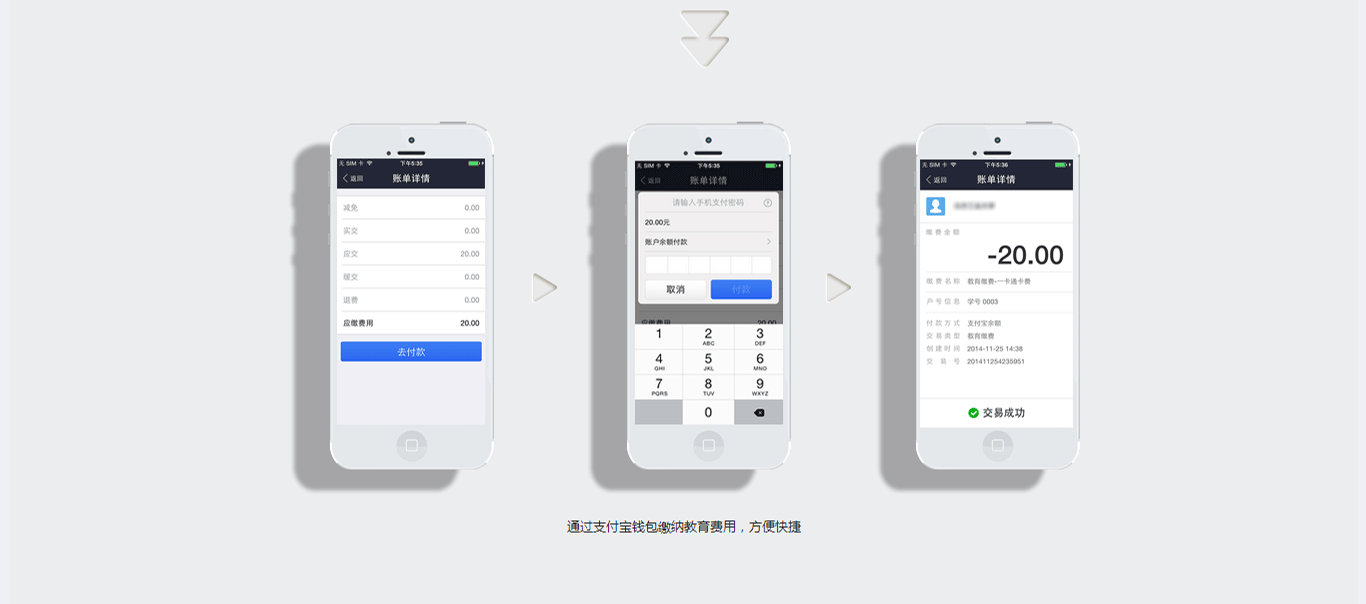 无 SIM 卡 下午5:35
返回 账单详情
减免 0.00
实交 0.00
应交 20.00
缓交 0.00
退费 0.00
应缴费用 20.00
去付款
无 SIM 卡 下午5:35
返回 账单详情
请输入手机支付密码 ?
20.00元
账户余额付款
取消 付款
应缴费用 20.00
1 2 3
ABC DEF
4 5 6
GHI JKL MNO
7 8 9
PQRS TUV WXYZ
0
无 SIM 卡 下午5:36
返回 账单详情
缴费金额
-20.00
缴费名称 教育缴费-一卡通卡费
户号信息 学号 0003
付款方式 支付宝余额
交易类型 教育缴费
创建时间 2014-11-25 14:38
交易号 201411254235951
交易成功
通过支付宝钱包缴纳教育费用，方便快捷